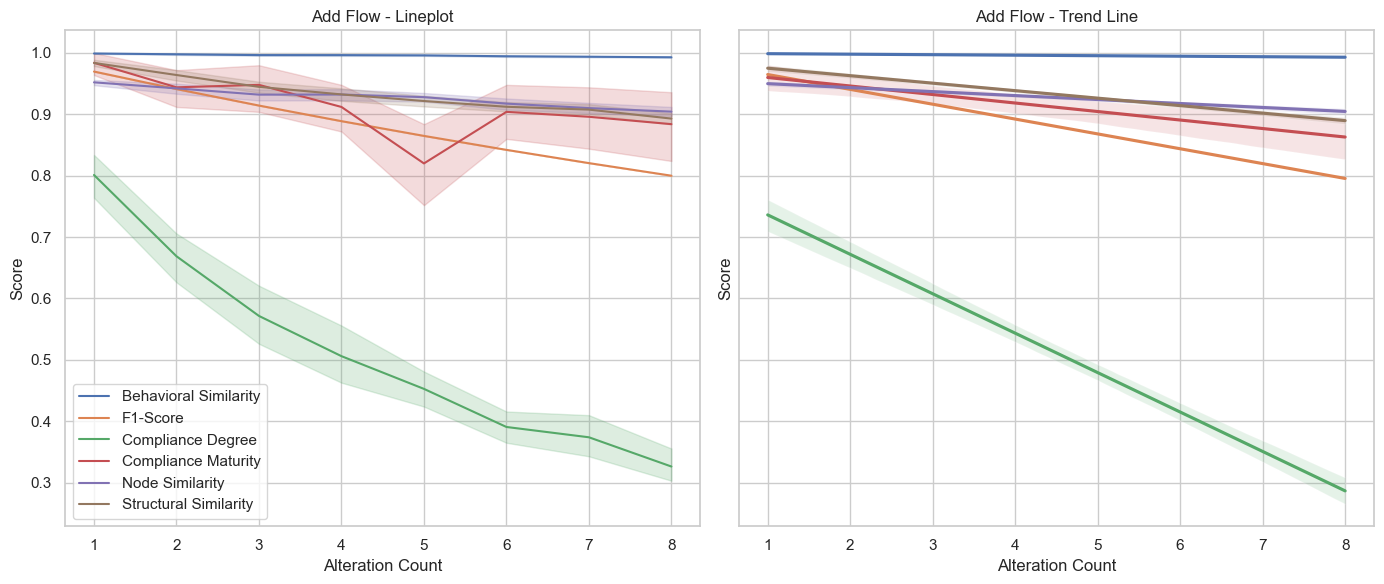 Add Flow - Lineplot
Score
1.0
0.9
0.8
0.7
0.6
0.5
0.4
0.3
Behavioral Similarity
F1-Score
Compliance Degree
Compliance Maturity
Node Similarity
Structural Similarity
1 2 3 4 5 6 7 8
Alteration Count
Add Flow - Trend Line
Score
1 2 3 4 5 6 7 8
Alteration Count